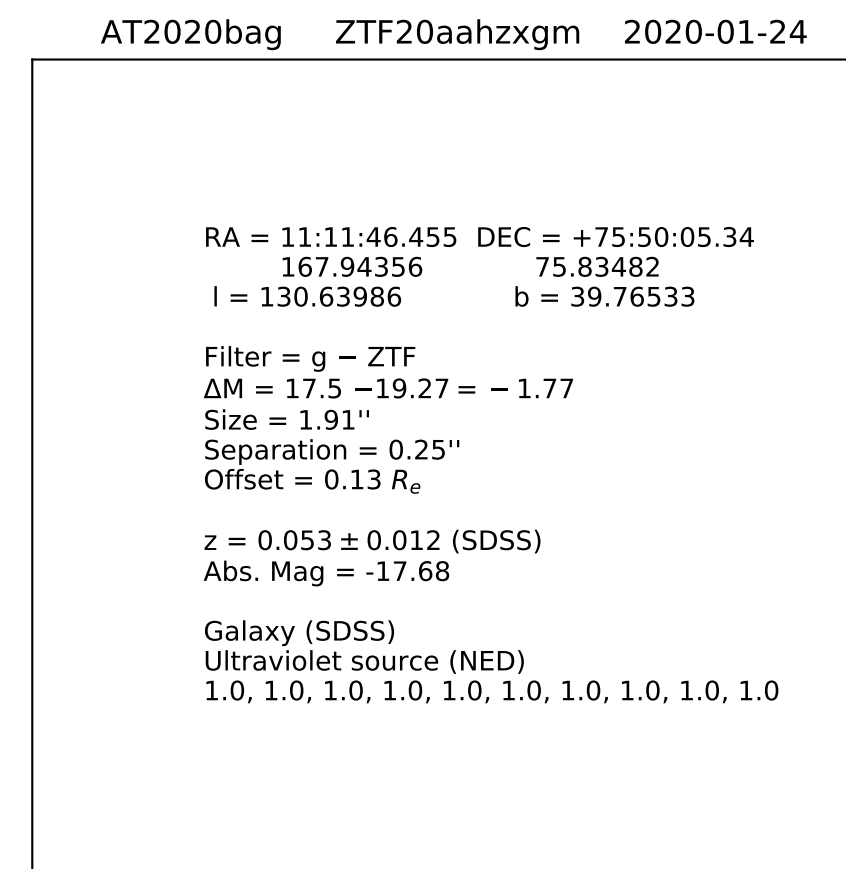 AT2020bag ZTF20aahzxgm 2020-01-24
RA = 11:11:46.455 DEC = +75:50:05.34
167.94356 75.83482
l = 130.63986 b = 39.76533
Filter = g − ZTF
ΔM = 17.5 −19.27 = − 1.77
Size = 1.91''
Separation = 0.25''
Offset = 0.13 Re
z = 0.053 ± 0.012 (SDSS)
Abs. Mag = -17.68
Galaxy (SDSS)
Ultraviolet source (NED)
1.0, 1.0, 1.0, 1.0, 1.0, 1.0, 1.0, 1.0, 1.0, 1.0